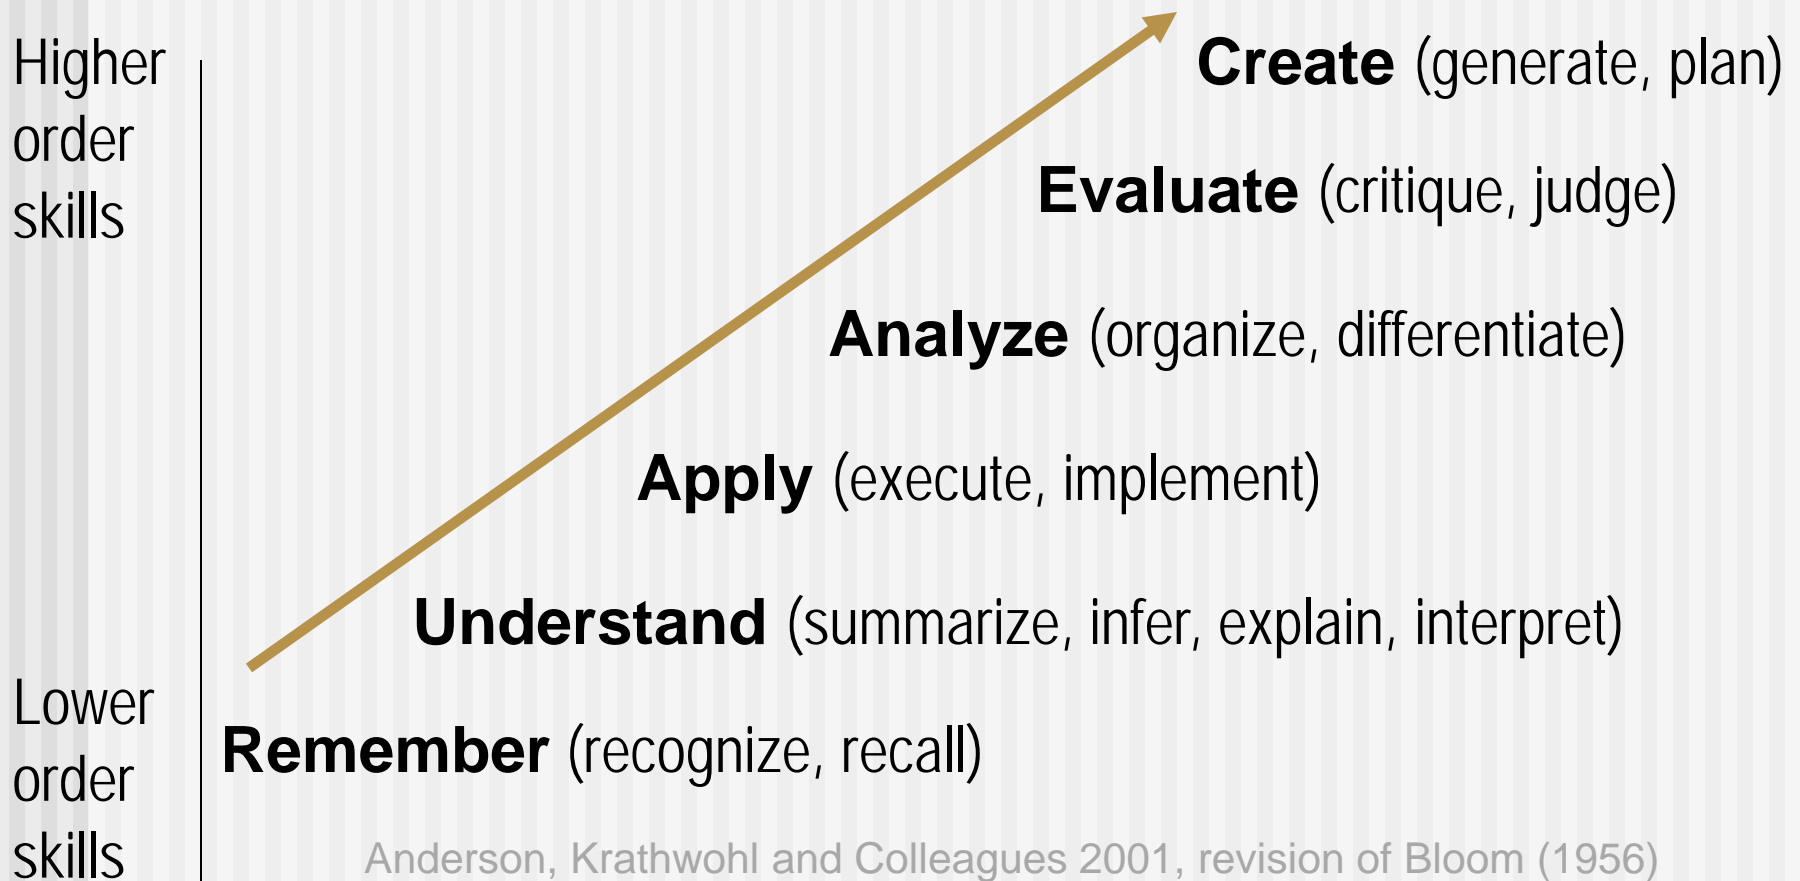 Higher
order
skills
Create (generate, plan)
Evaluate (critique, judge)
Analyze (organize, differentiate)
Apply (execute, implement)
Understand (summarize, infer, explain, interpret)
Lower
order
skills
Remember (recognize, recall)
Anderson, Krathwohl and Colleagues 2001, revision of Bloom (1956)